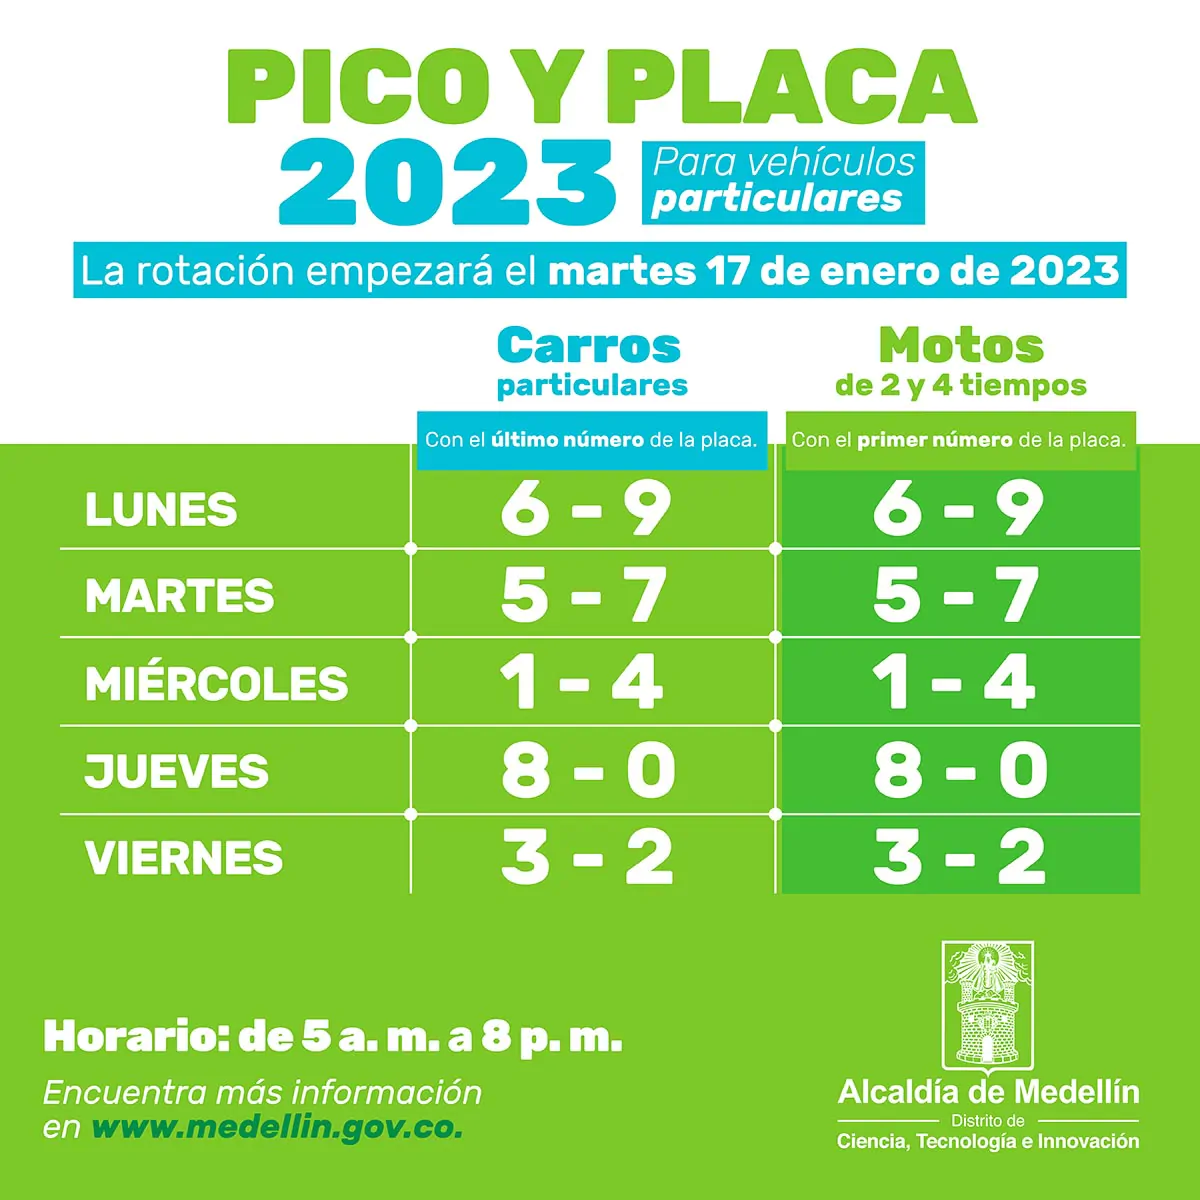 PICO Y PLACA
2023
Para vehículos
particulares
La rotación empezará el martes 17 de enero de 2023
Carros
particulares
Motos
de 2 y 4 tiempos
Con el último número de la placa.
Con el primer número de la placa.
LUNES 6 - 9 6 - 9
MARTES 5 - 7 5 - 7
MIÉRCOLES 1 - 4 1 - 4
JUEVES 8 - 0 8 - 0
VIERNES 3 - 2 3 - 2
Horario: de 5 a. m. a 8 p. m.
Encuentra más información
en www.medellin.gov.co.
Alcaldía de Medellín
Distrito de
Ciencia, Tecnología e Innovación